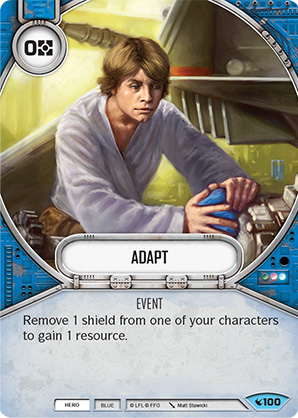 0
ADAPT
EVENT
Remove 1 shield from one of your characters
to gain 1 resource.
HERO BLUE © LFL © FFG Matt Stawicki 100